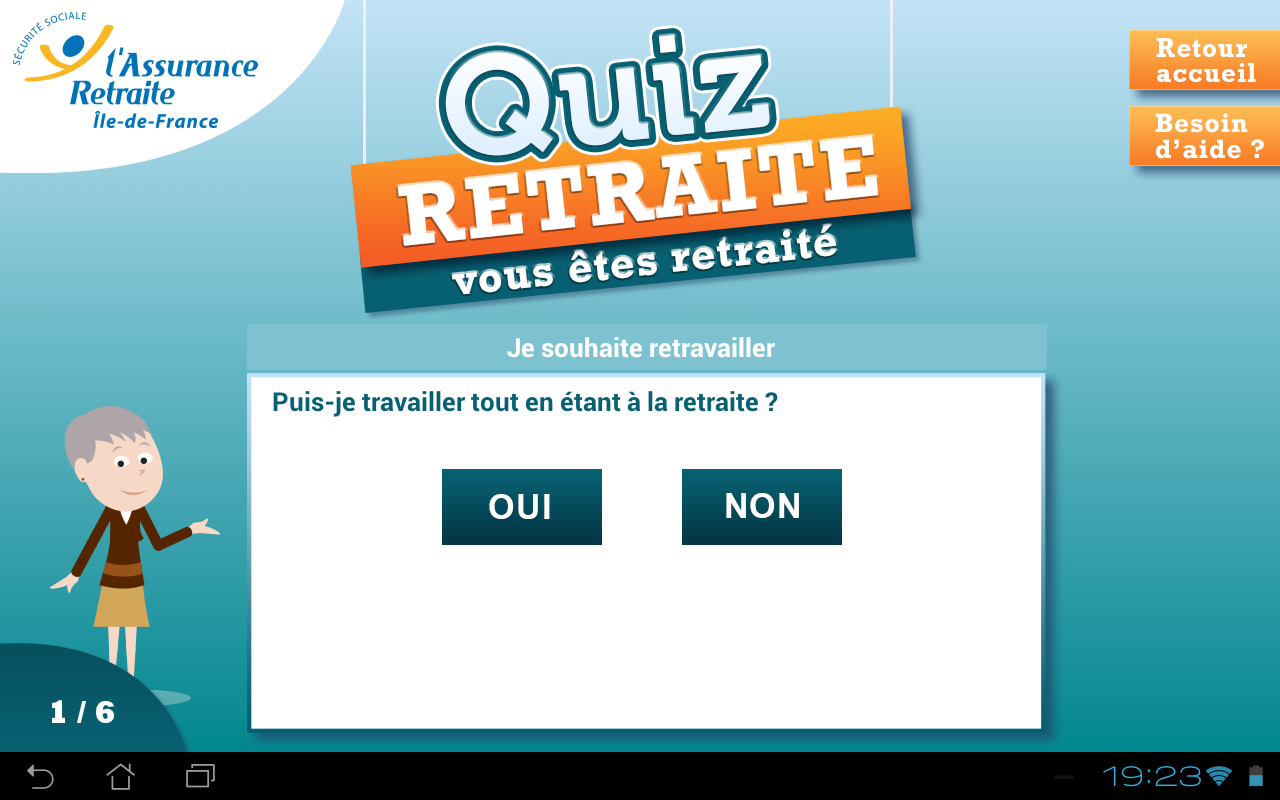 SÉCURITÉ SOCIALE
l'Assurance
Retraite
Île-de-France
Quiz
RETRAITE
vous êtes retraité
Retour
accueil
Besoin
d'aide ?
Je souhaite retravailler
Puis-je travailler tout en étant à la retraite ?
OUI
NON
1 / 6
19:23